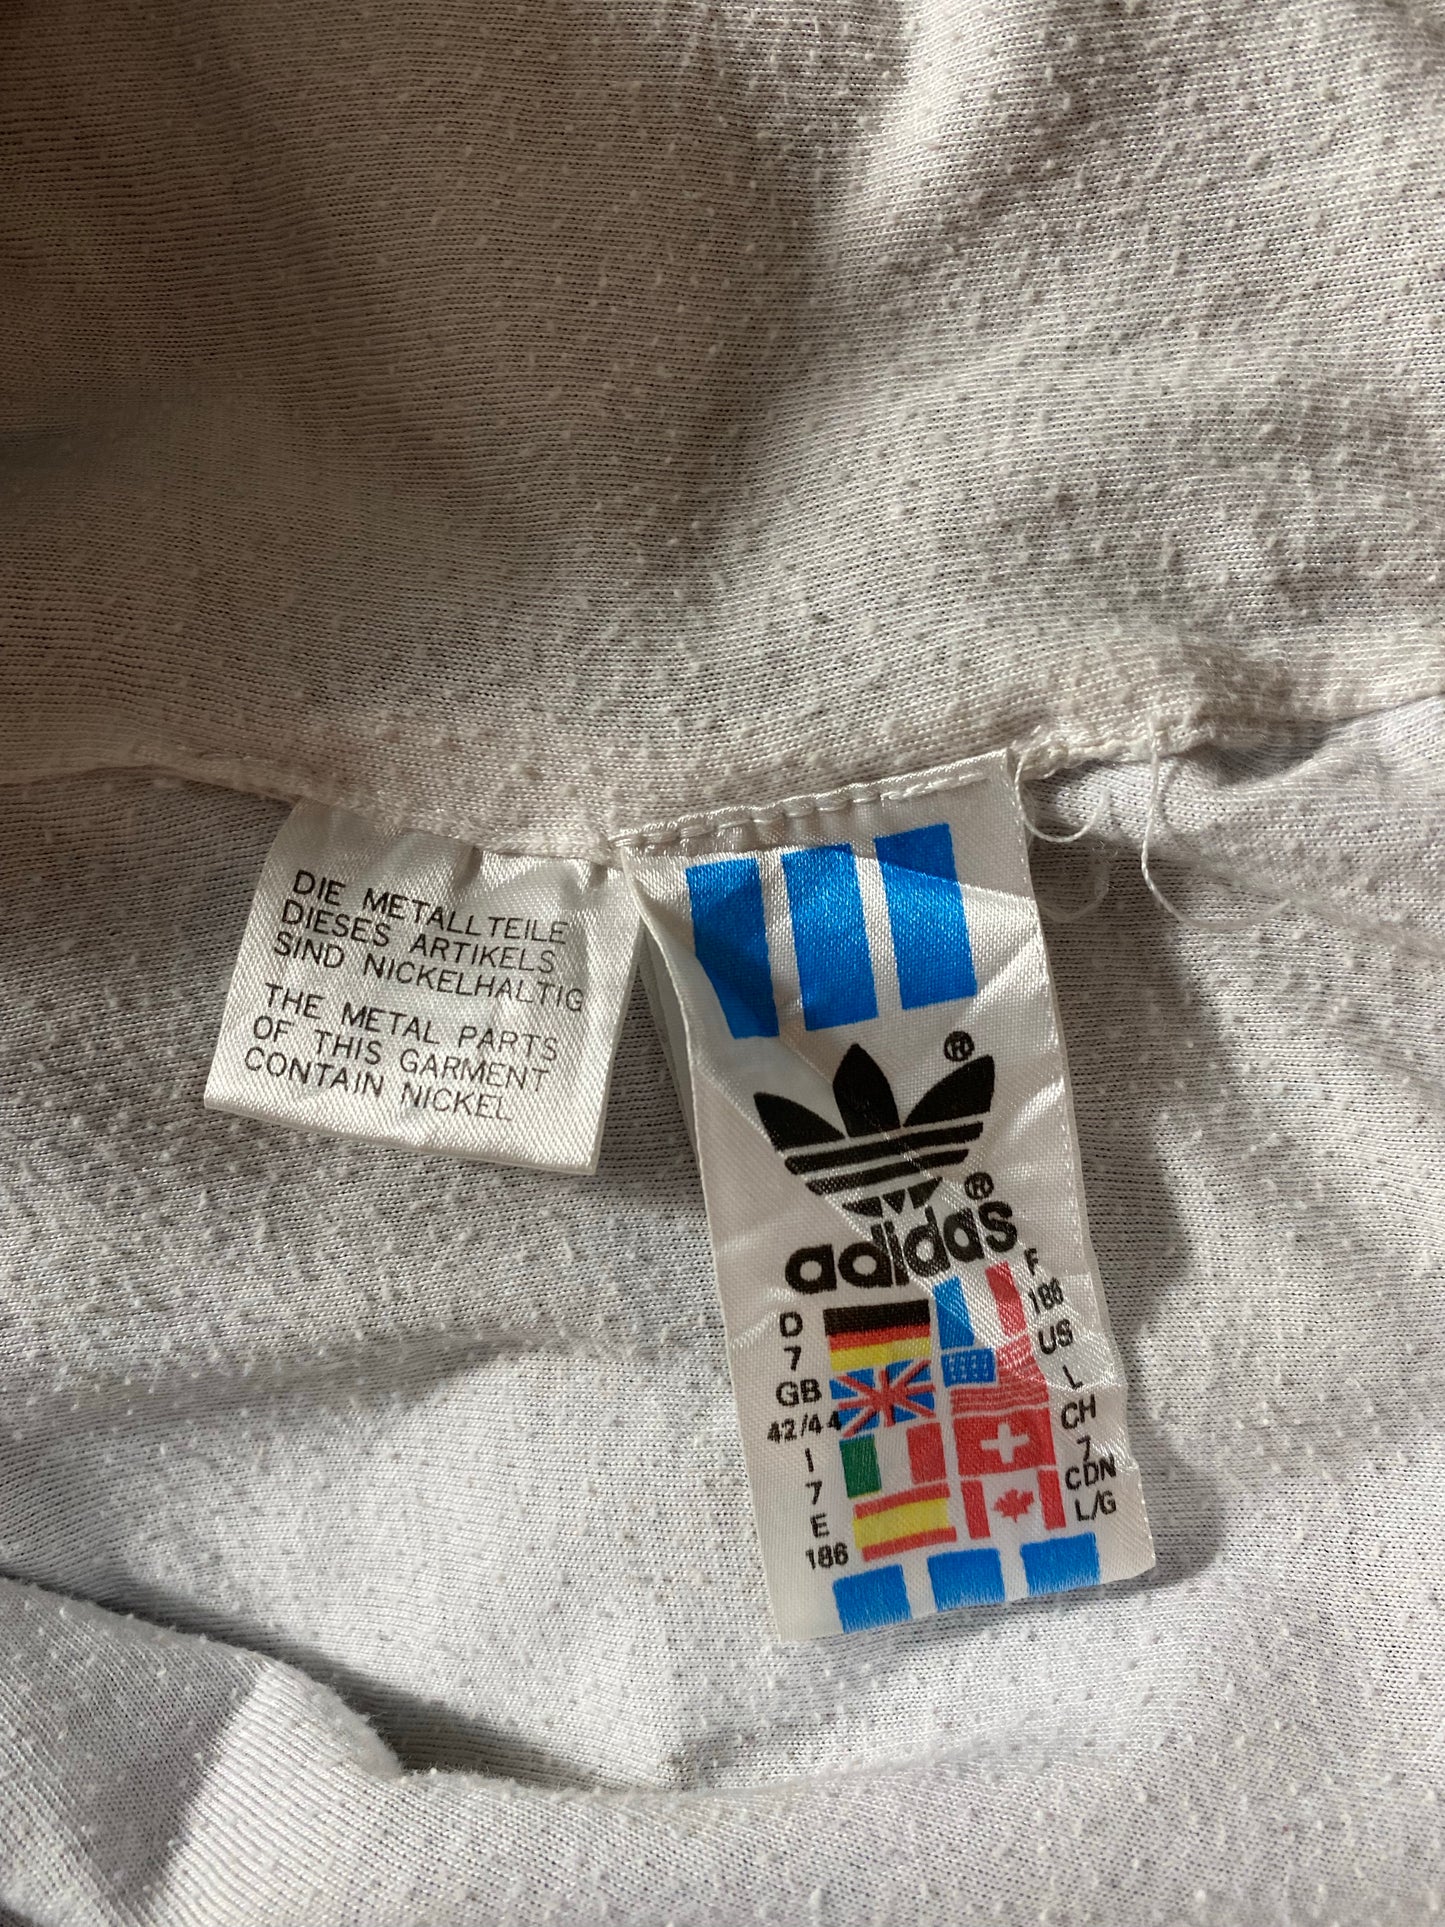 DIE METALLTEILE
DIESES ARTIKELS
SIND NICKELHALTIG
THE METAL PARTS
OF THIS GARMENT
CONTAIN NICKEL
®
®
adidas
D
7
GB
42/44
I
7
E
186
F
186
US
L
CH
7
CDN
L/G